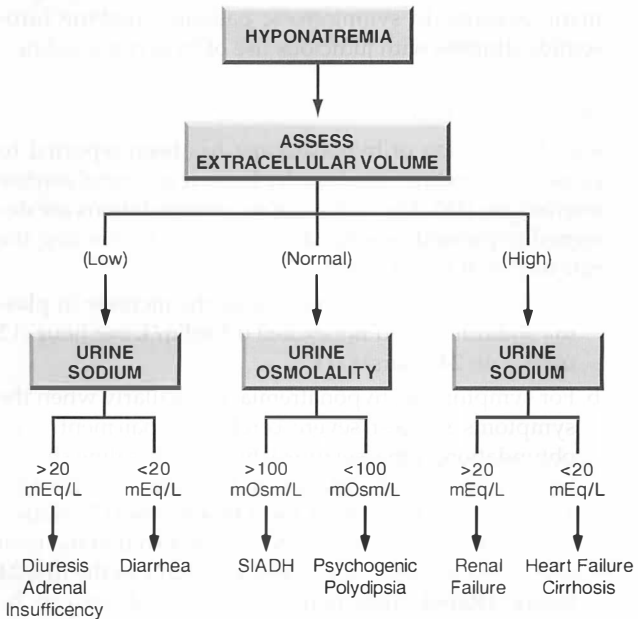 HYPONATREMIA
ASSESS
EXTRACELLULAR VOLUME
(Low) (Normal) (High)
URINE SODIUM
URINE OSMOLALITY
URINE SODIUM
>20 mEq/L
<20 mEq/L
>100 mOsm/L
<100 mOsm/L
>20 mEq/L
<20 mEq/L
Diuresis
Adrenal
Insufficency
Diarrhea
SIADH
Psychogenic
Polydipsia
Renal
Failure
Heart Failure
Cirrhosis